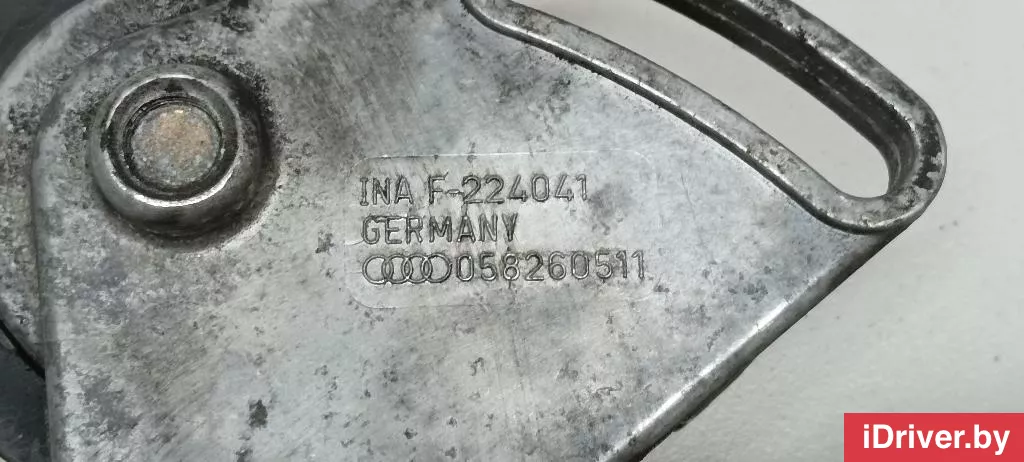 INA F-224041
GERMANY
058260511
iDriver.by